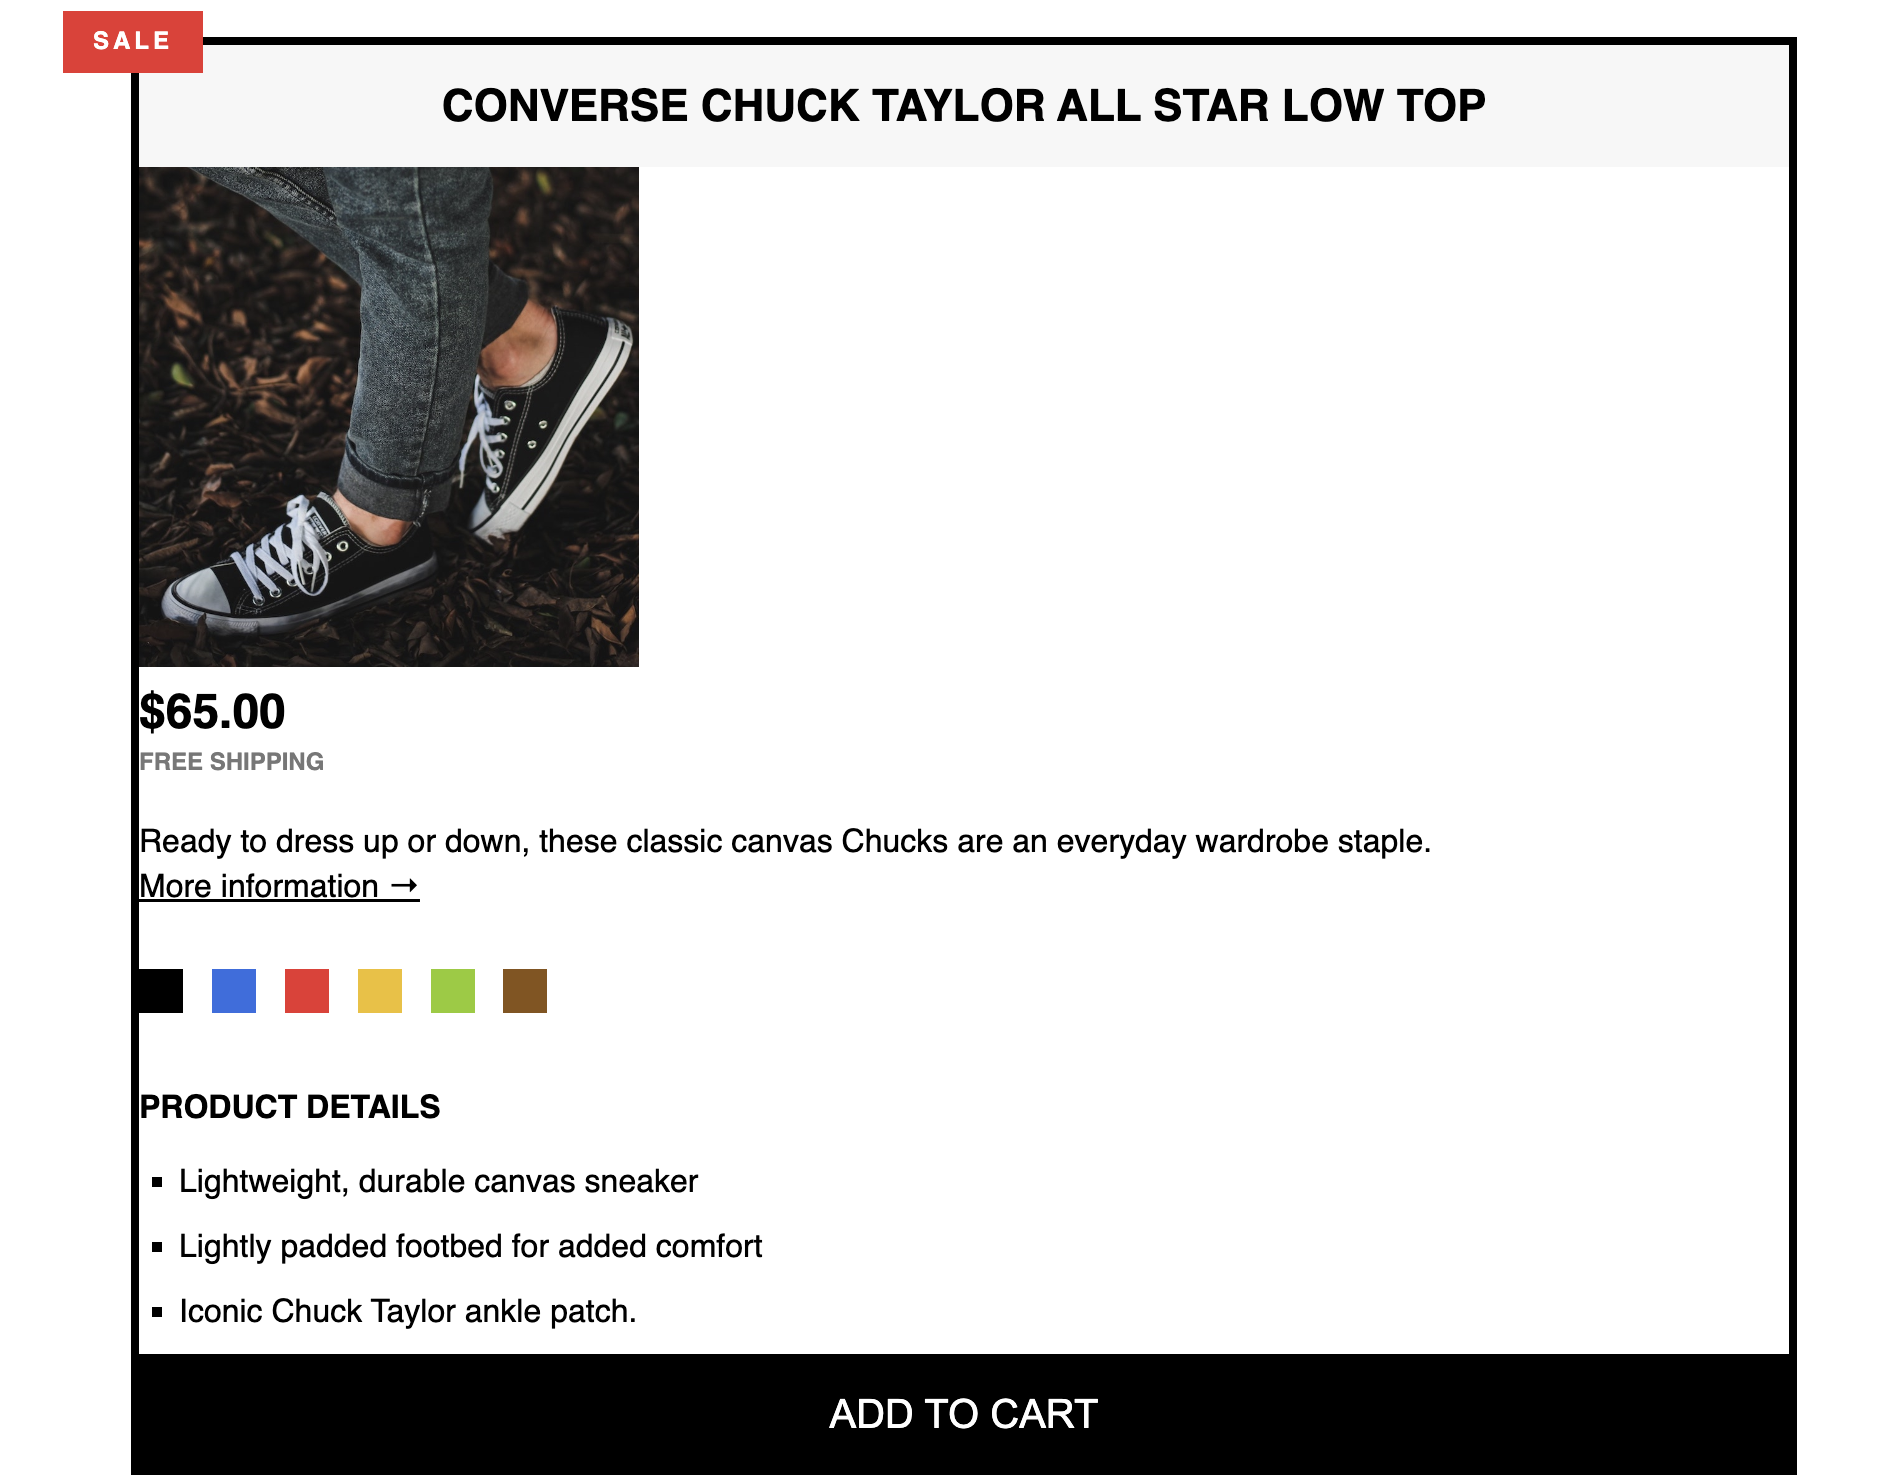 SALE
CONVERSE CHUCK TAYLOR ALL STAR LOW TOP
$65.00
FREE SHIPPING
Ready to dress up or down, these classic canvas Chucks are an everyday wardrobe staple.
More information →
PRODUCT DETAILS
▪ Lightweight, durable canvas sneaker
▪ Lightly padded footbed for added comfort
▪ Iconic Chuck Taylor ankle patch.
ADD TO CART